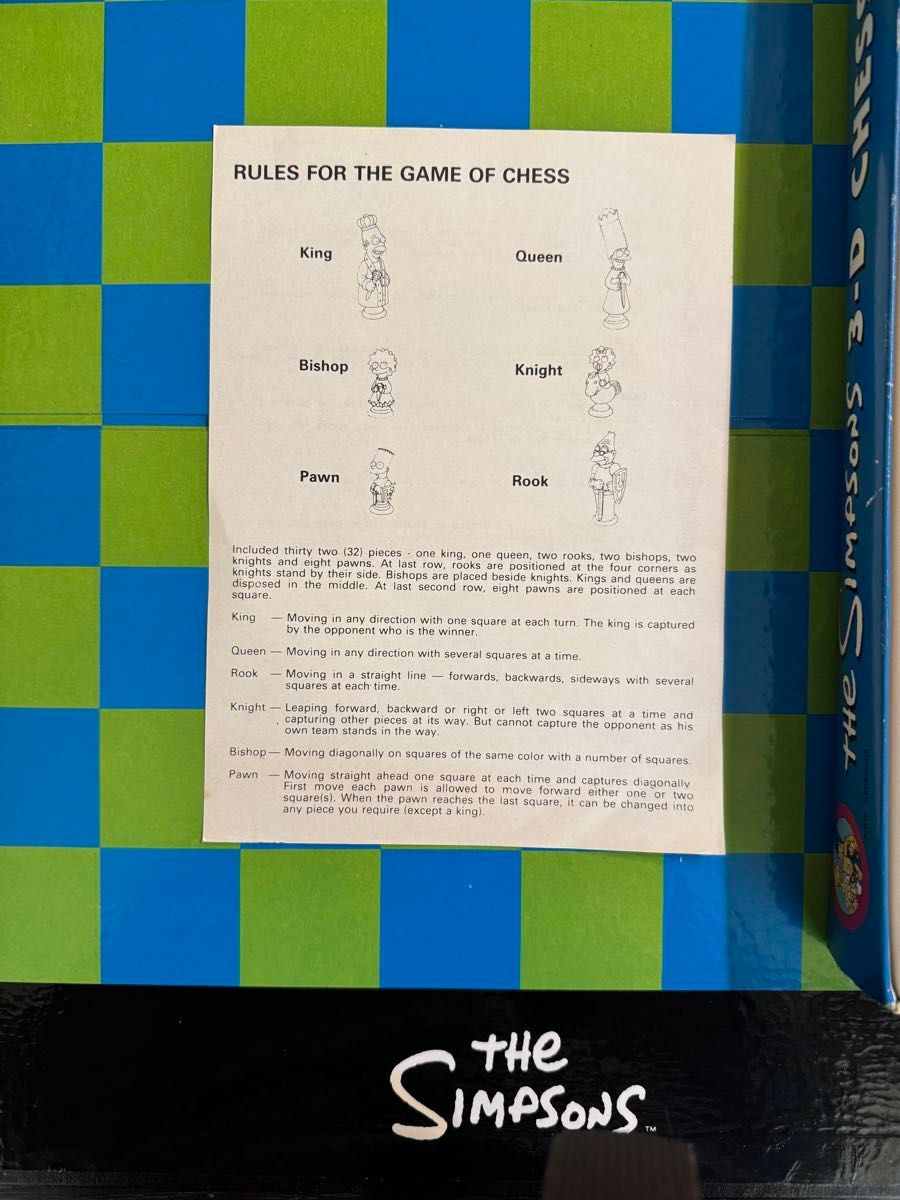 RULES FOR THE GAME OF CHESS
King
Queen
Bishop
Knight
Pawn
Rook
Included thirty two (32) pieces - one king, one queen, two rooks, two bishops, two
knights and eight pawns. At last row, rooks are positioned at the four corners as
knights stand by their side. Bishops are placed beside knights. Kings and queens are
disposed in the middle. At last second row, eight pawns are positioned at each
square.
King — Moving in any direction with one square at each turn. The king is captured
by the opponent who is the winner.
Queen — Moving in any direction with several squares at a time.
Rook — Moving in a straight line — forwards, backwards, sideways with several
squares at each time.
Knight — Leaping forward, backward or right or left two squares at a time and
capturing other pieces at its way. But cannot capture the opponent as his
own team stands in the way.
Bishop — Moving diagonally on squares of the same color with a number of squares.
Pawn — Moving straight ahead one square at each time and captures diagonally
First move each pawn is allowed to move forward either one or two
square(s). When the pawn reaches the last square, it can be changed into
any piece you require (except a king).
THE SIMPSONS 3-D CHESS
THE
SIMPSONS
TM